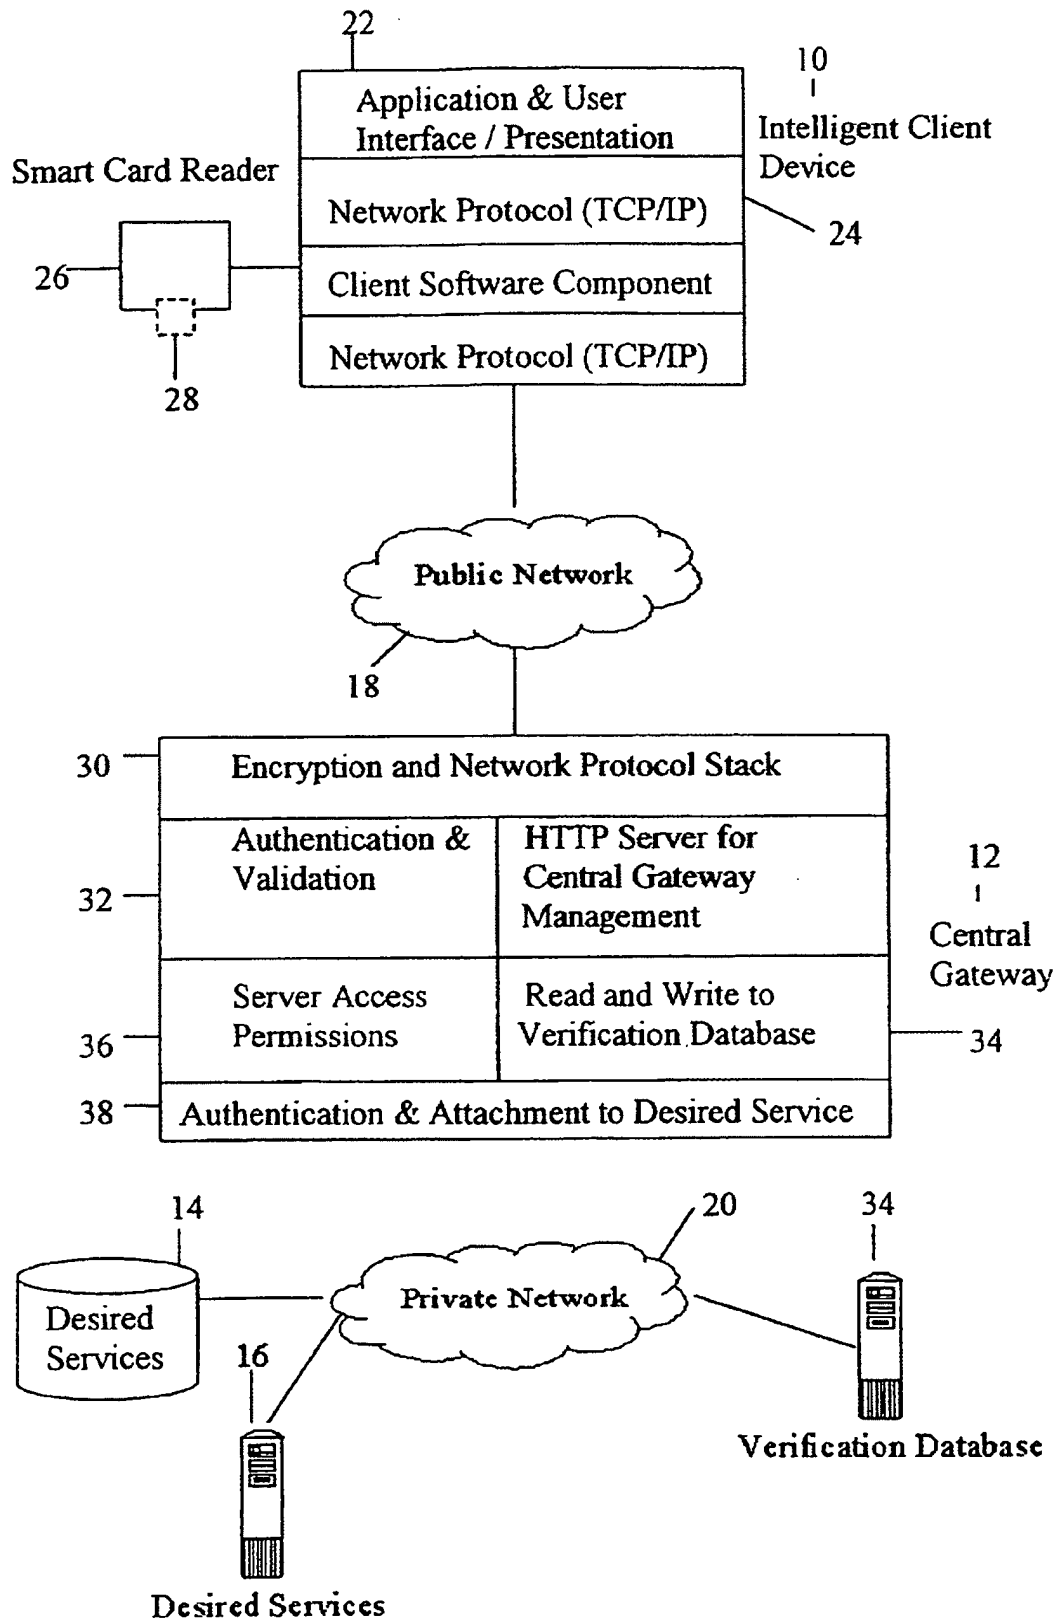 22
10
Application & User
Interface / Presentation
Intelligent Client
Device
Smart Card Reader
Network Protocol (TCP/IP)
24
26
Client Software Component
Network Protocol (TCP/IP)
28
Public Network
18
30
Encryption and Network Protocol Stack
Authentication &
Validation
HTTP Server for
Central Gateway
Management
12
32
Central
Gateway
Server Access
Permissions
Read and Write to
Verification Database
36
34
38
Authentication & Attachment to Desired Service
14
20
34
Private Network
Desired
Services
16
Verification Database
Desired Services